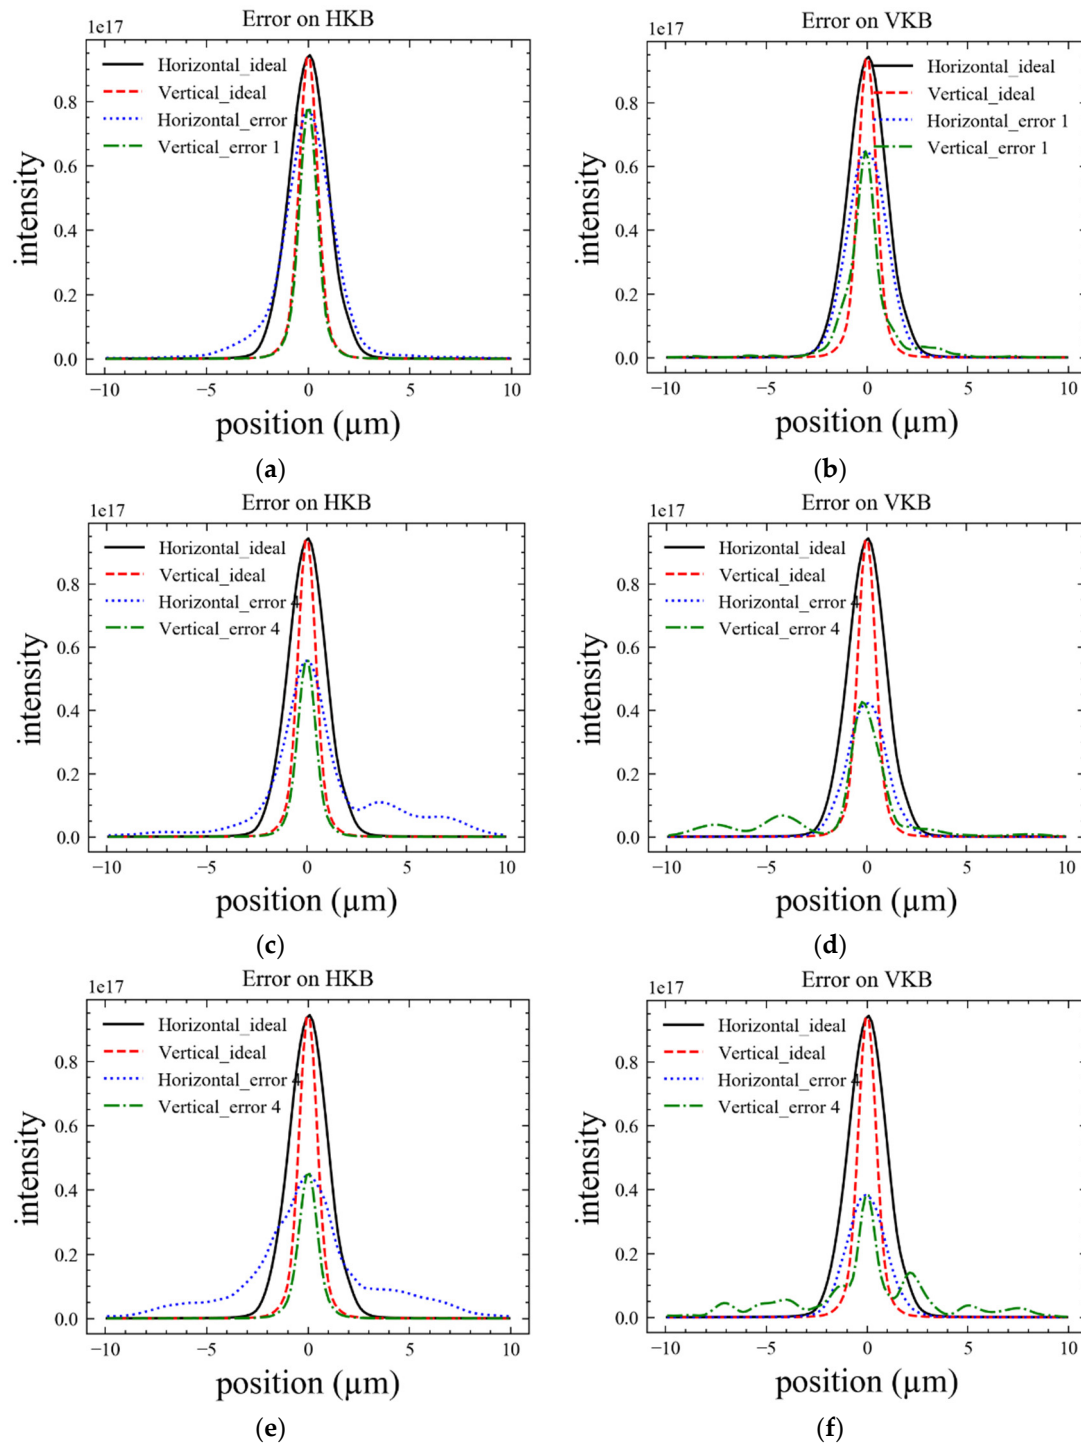 Error on HKB
1e17
Horizontal_ideal
Vertical_ideal
Horizontal_error
Vertical_error 1
intensity
0.8
0.6
0.4
0.2
0.0
−10 −5 0 5 10
position (μm)
(a)
Error on VKB
1e17
Horizontal_ideal
Vertical_ideal
Horizontal_error 1
Vertical_error 1
intensity
0.8
0.6
0.4
0.2
0.0
−10 −5 0 5 10
position (μm)
(b)
Error on HKB
1e17
Horizontal_ideal
Vertical_ideal
Horizontal_error 4
Vertical_error 4
intensity
0.8
0.6
0.4
0.2
0.0
−10 −5 0 5 10
position (μm)
(c)
Error on VKB
1e17
Horizontal_ideal
Vertical_ideal
Horizontal_error 4
Vertical_error 4
intensity
0.8
0.6
0.4
0.2
0.0
−10 −5 0 5 10
position (μm)
(d)
Error on HKB
1e17
Horizontal_ideal
Vertical_ideal
Horizontal_error 4
Vertical_error 4
intensity
0.8
0.6
0.4
0.2
0.0
−10 −5 0 5 10
position (μm)
(e)
Error on VKB
1e17
Horizontal_ideal
Vertical_ideal
Horizontal_error 4
Vertical_error 4
intensity
0.8
0.6
0.4
0.2
0.0
−10 −5 0 5 10
position (μm)
(f)